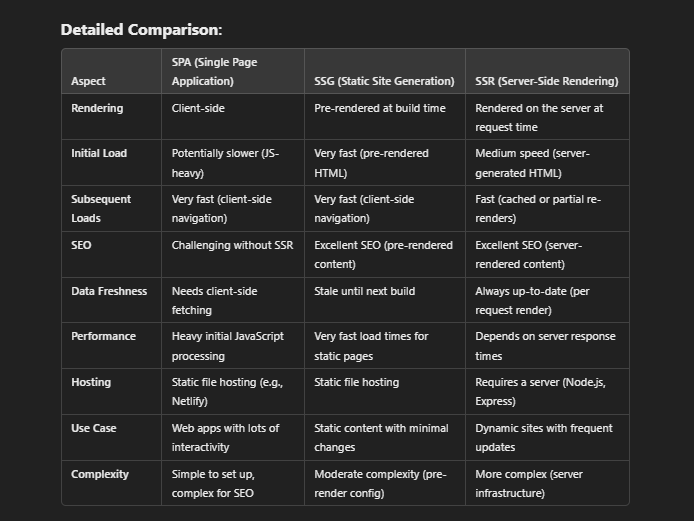 Detailed Comparison:
Aspect
SPA (Single Page
Application)
SSG (Static Site Generation)
SSR (Server-Side Rendering)
Rendering
Client-side
Pre-rendered at build time
Rendered on the server at
request time
Initial Load
Potentially slower (JS-
heavy)
Very fast (pre-rendered
HTML)
Medium speed (server-
generated HTML)
Subsequent
Loads
Very fast (client-side
navigation)
Very fast (client-side
navigation)
Fast (cached or partial re-
renders)
SEO
Challenging without SSR
Excellent SEO (pre-rendered
content)
Excellent SEO (server-
rendered content)
Data Freshness
Needs client-side
fetching
Stale until next build
Always up-to-date (per
request render)
Performance
Heavy initial JavaScript
processing
Very fast load times for
static pages
Depends on server response
times
Hosting
Static file hosting (e.g.,
Netlify)
Static file hosting
Requires a server (Node.js,
Express)
Use Case
Web apps with lots of
interactivity
Static content with minimal
changes
Dynamic sites with frequent
updates
Complexity
Simple to set up,
complex for SEO
Moderate complexity (pre-
render config)
More complex (server
infrastructure)